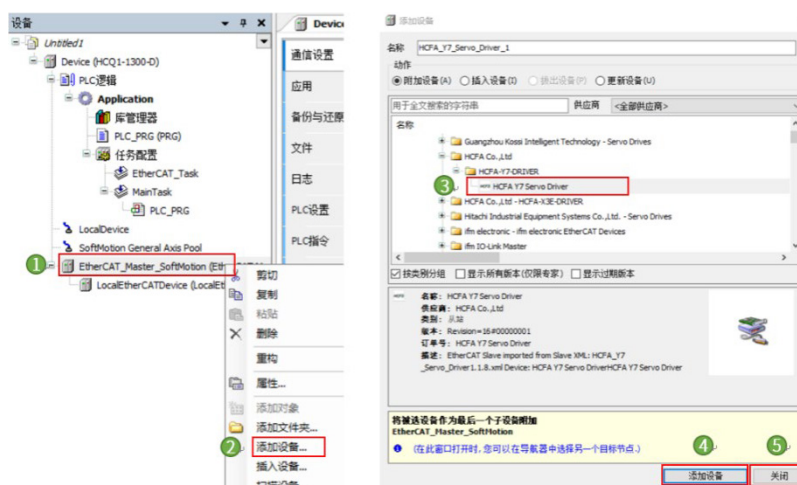 设备
Untitled1
Device (HCQ1-1300-D)
PLC逻辑
Application
库管理器
PLC_PRG (PRG)
任务配置
EtherCAT_Task
MainTask
PLC_PRG
LocalDevice
SoftMotion General Axis Pool
1
EtherCAT_Master_SoftMotion (Eth
LocalEtherCATDevice (LocalEt
Device
通信设置
应用
备份与还原
文件
日志
PLC设置
PLC指令
剪切
复制
粘贴
删除
重构
属性...
添加对象
添加文件夹...
2
添加设备...
插入设备...
添加设备
名称 HCFA_Y7_Servo_Driver_1
动作
附加设备(A) 插入设备(I) 拔出设备(P) 更新设备(U)
用于全文搜索的字符串 供应商 <全部供应商>
名称
Guangzhou Kossi Intelligent Technology - Servo Drives
HCFA Co.,Ltd
HCFA-Y7-DRIVER
3
HCFA Y7 Servo Driver
HCFA Co.,Ltd - HCFA-X3E-DRIVER
Hitachi Industrial Equipment Systems Co.,Ltd. - Servo Drives
ifm electronic - ifm electronic EtherCAT Devices
ifm IO-Link Master
按类别分组 显示所有版本(仅限专家) 显示过期版本
名称: HCFA Y7 Servo Driver
供应商: HCFA Co.,Ltd
类别: 从站
版本: Revision=16#00000001
订单号: HCFA Y7 Servo Driver
描述: EtherCAT Slave imported from Slave XML: HCFA_Y7
_Servo_Driver1.1.8.xml Device: HCFA Y7 Servo DriverHCFA Y7 Servo Driver
将被选设备作为最后一个子设备附加
EtherCAT_Master_SoftMotion
(在此窗口打开时,您可以在导航器中选择另一个目标节点.)
4
5
添加设备
关闭